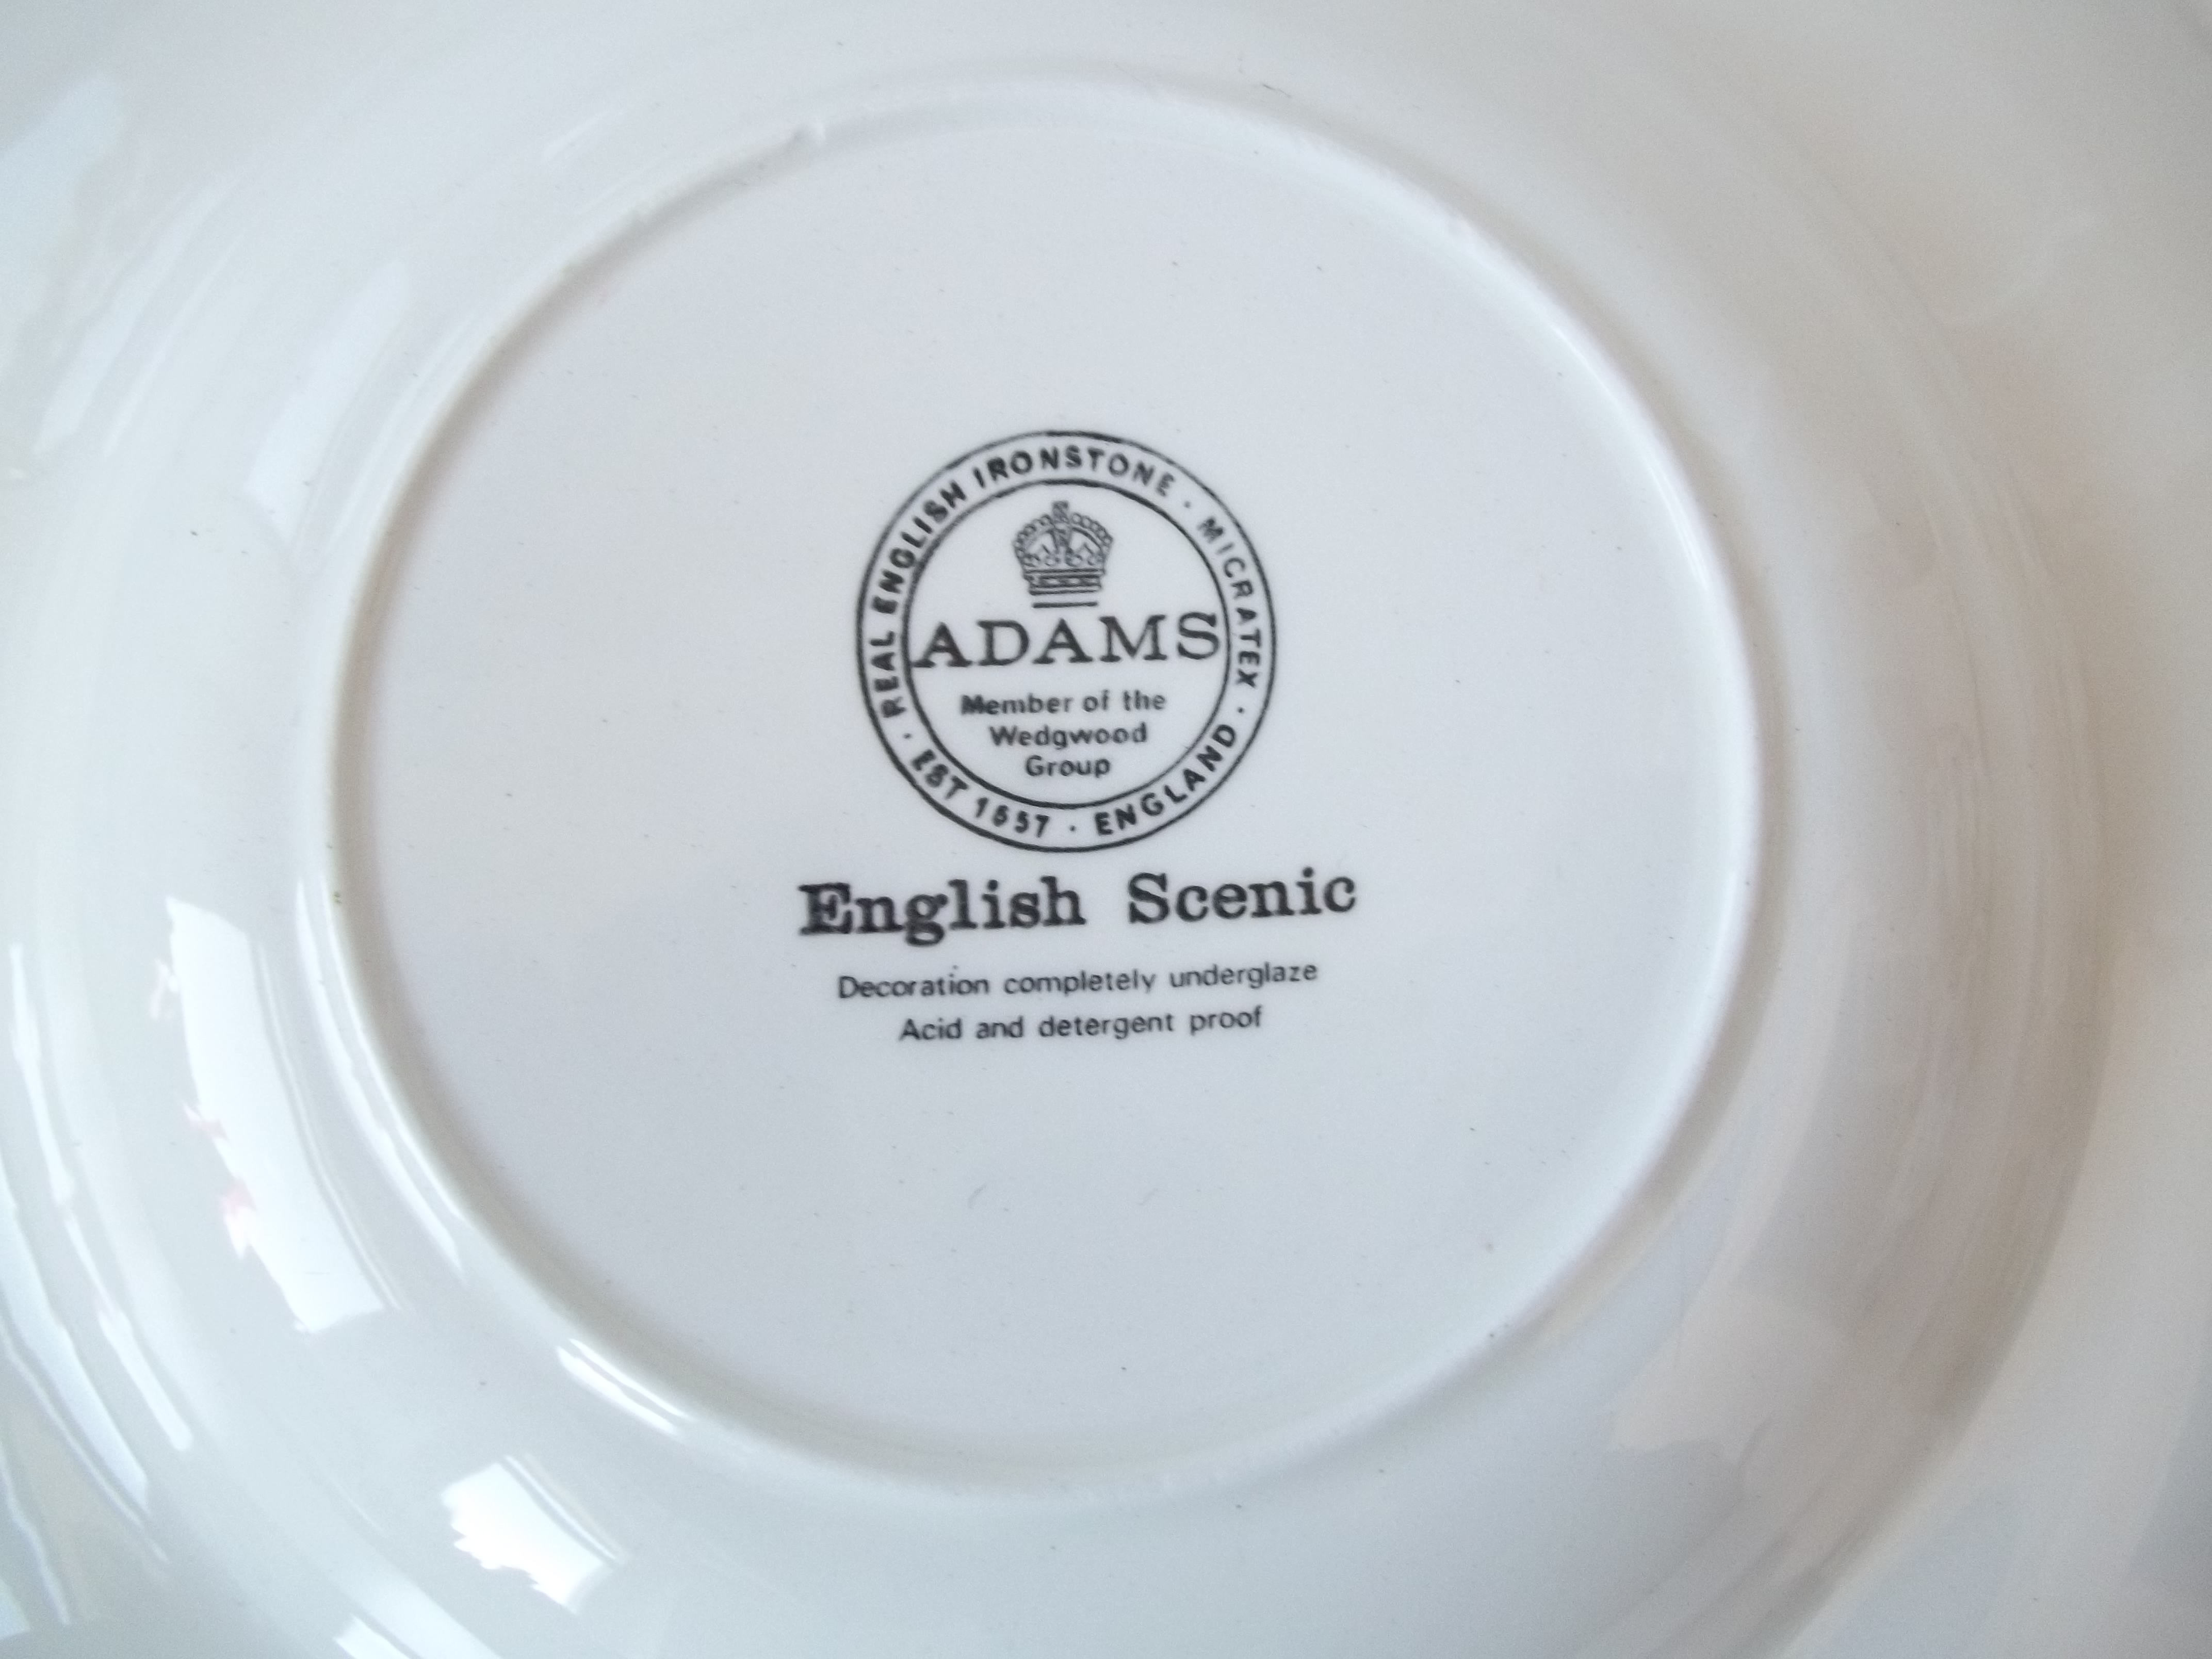 REAL ENGLISH IRONSTONE · MICRATEX · ENGLAND · EST 1657 ·
ADAMS
Member of the
Wedgwood
Group
English Scenic
Decoration completely underglaze
Acid and detergent proof